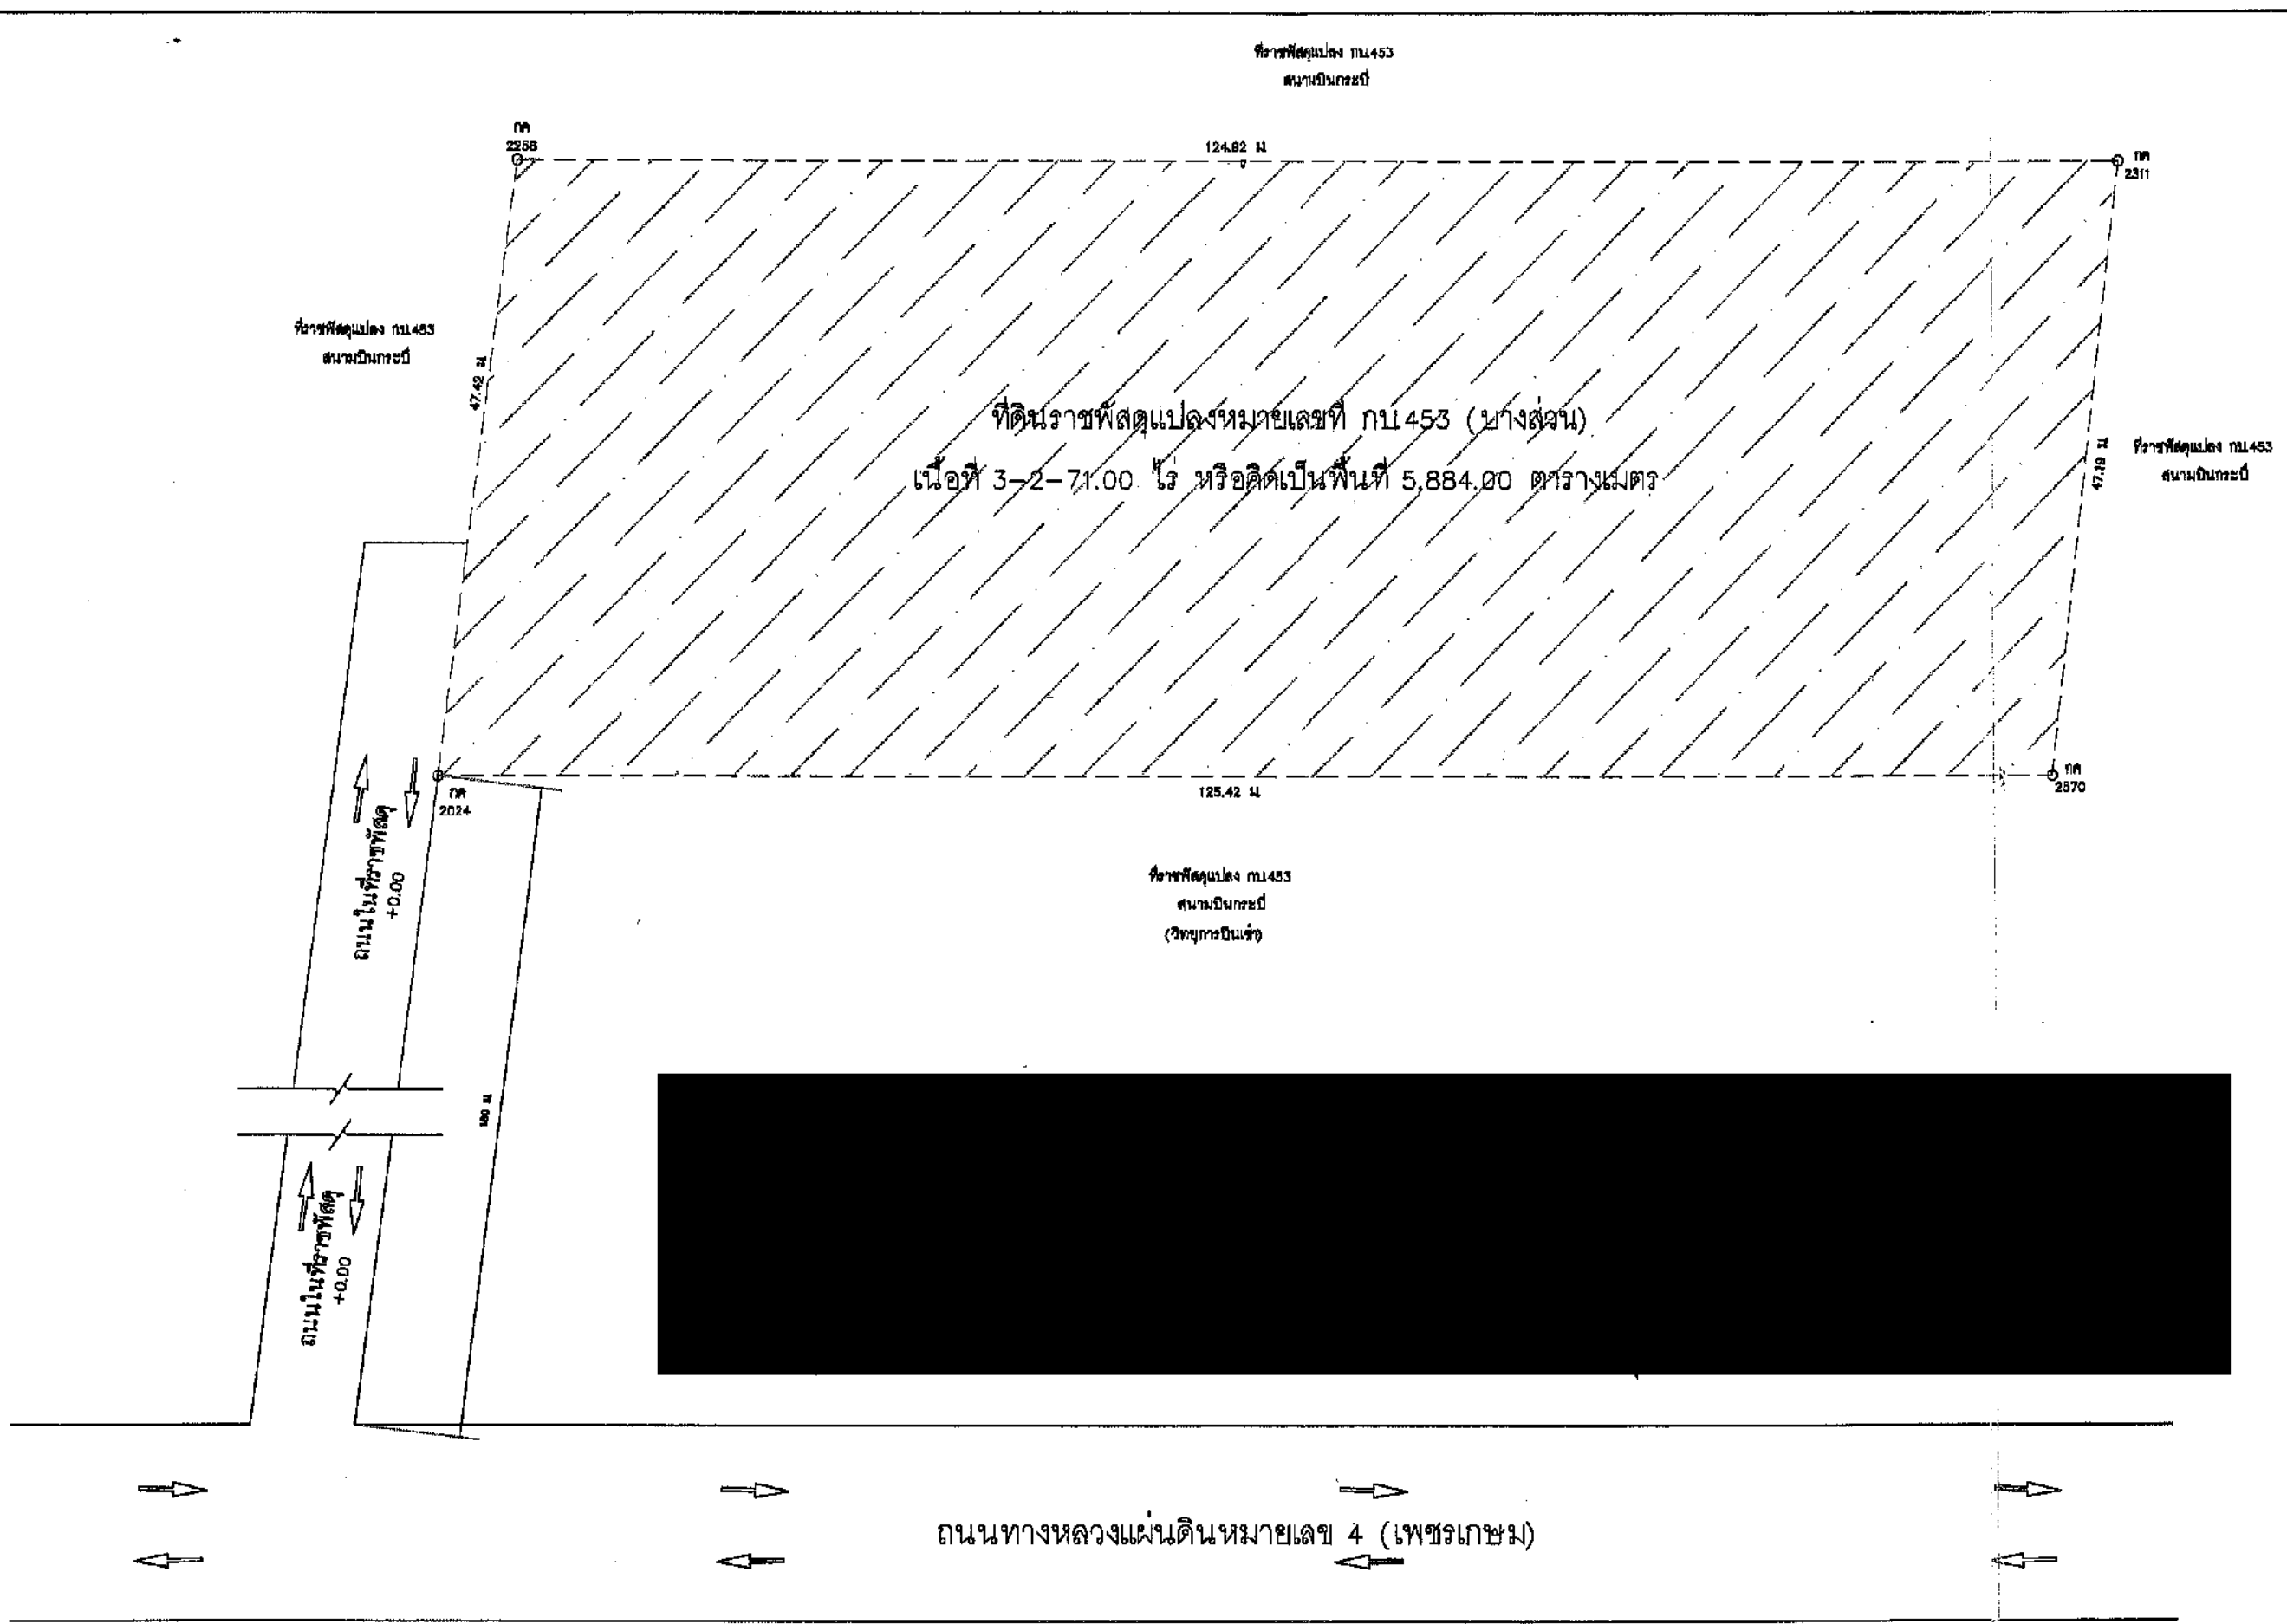 ที่ราชพัสดุแปลง กบ.453
สนามบินกระบี่
กค
2258
124.92 ม.
กค
2311
ที่ราชพัสดุแปลง กบ.453
สนามบินกระบี่
47.42 ม.
ที่ดินราชพัสดุแปลงหมายเลขที่ กบ.453 (บางส่วน)
เนื้อที่ 3-2-71.00 ไร่ หรือคิดเป็นพื้นที่ 5,884.00 ตารางเมตร
47.19 ม.
ที่ราชพัสดุแปลง กบ.453
สนามบินกระบี่
กค
2024
125.42 ม.
กค
2570
ถนนในที่ราชพัสดุ
+0.00
ที่ราชพัสดุแปลง กบ.453
สนามบินกระบี่
(วิทยุการบินเช่า)
180 ม.
ถนนในที่ราชพัสดุ
+0.00
ถนนทางหลวงแผ่นดินหมายเลข 4 (เพชรเกษม)